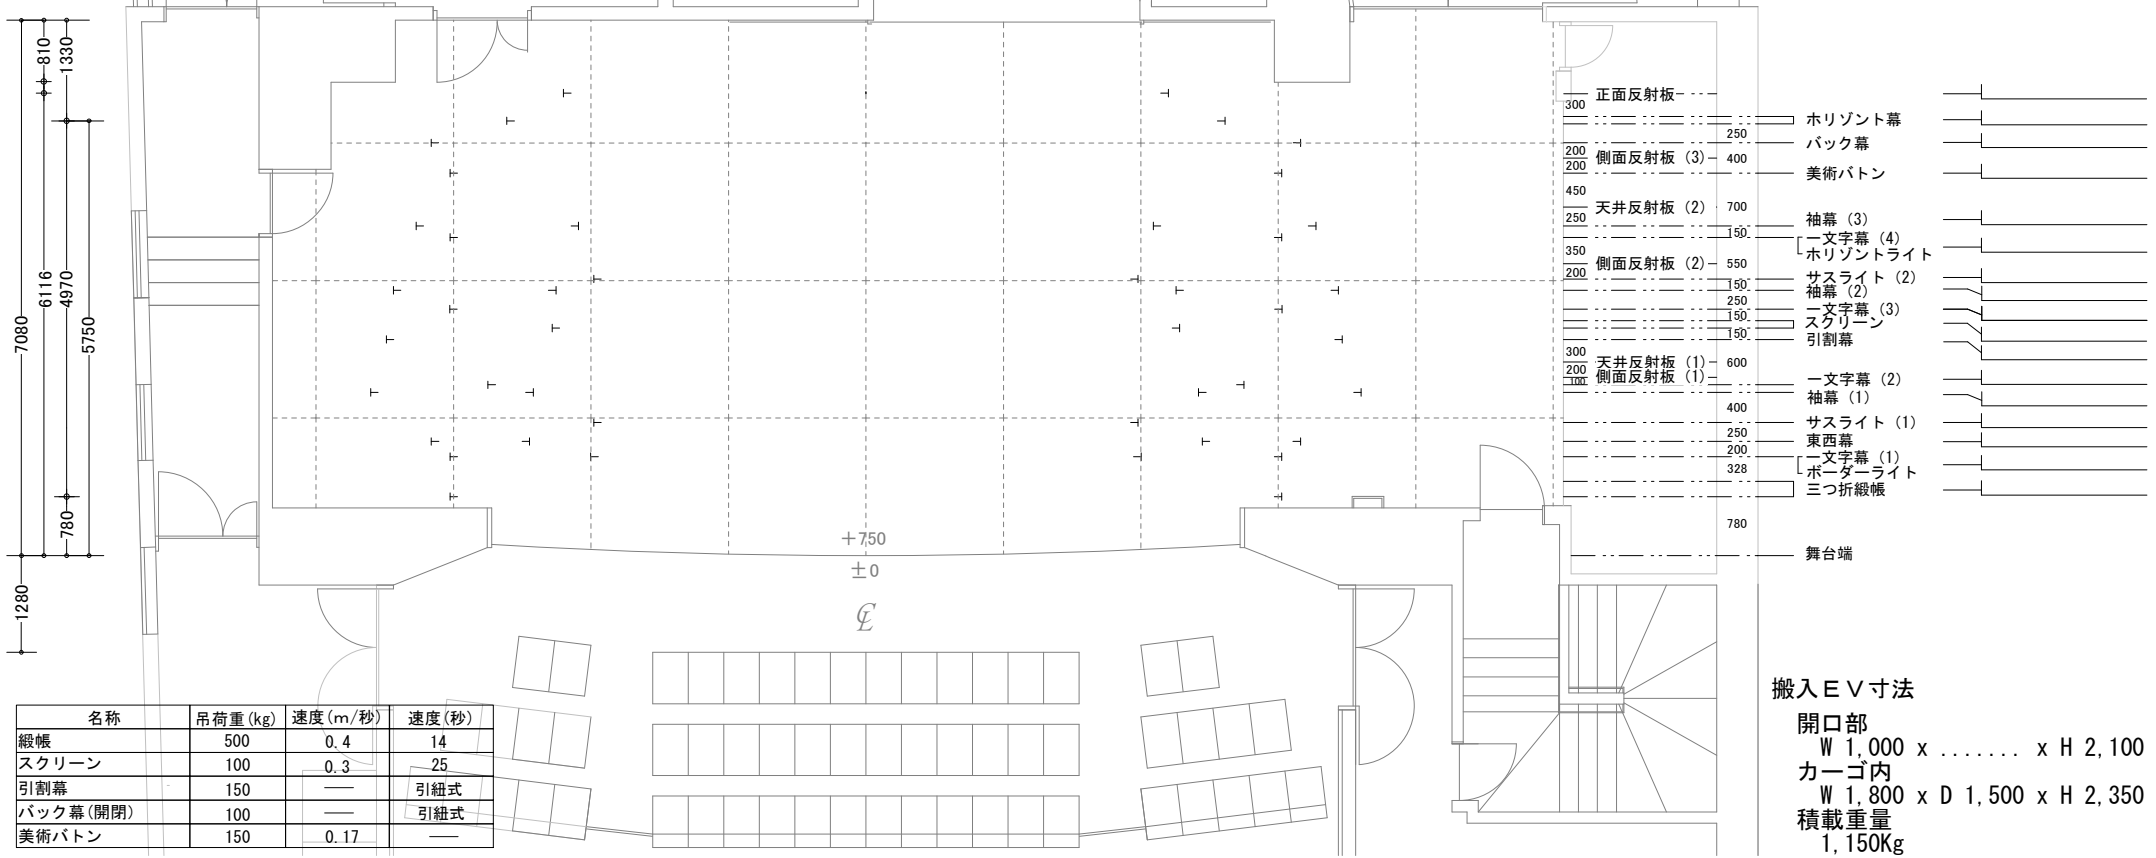 810
1330
7080
6116
4970
5750
780
1280
+750
±0
℄
正面反射板
300
ホリゾント幕
250
バック幕
200
側面反射板 (3)
400
200
美術バトン
450
天井反射板 (2)
700
250
袖幕 (3)
150
一文字幕 (4)
ホリゾントライト
350
側面反射板 (2)
550
200
サスライト (2)
150
袖幕 (2)
250
一文字幕 (3)
150
スクリーン
150
引割幕
300
天井反射板 (1)
600
200
側面反射板 (1)
100
一文字幕 (2)
袖幕 (1)
400
サスライト (1)
250
東西幕
200
一文字幕 (1)
328
ボーダーライト
三つ折緞帳
780
舞台端
名称 吊荷重(kg) 速度(m/秒) 速度(秒)
緞帳 500 0.4 14
スクリーン 100 0.3 25
引割幕 150 ― 引紐式
バック幕(開閉) 100 ― 引紐式
美術バトン 150 0.17 ―
搬入EV寸法
開口部
W 1,000 x ....... x H 2,100
カーゴ内
W 1,800 x D 1,500 x H 2,350
積載重量
1,150Kg